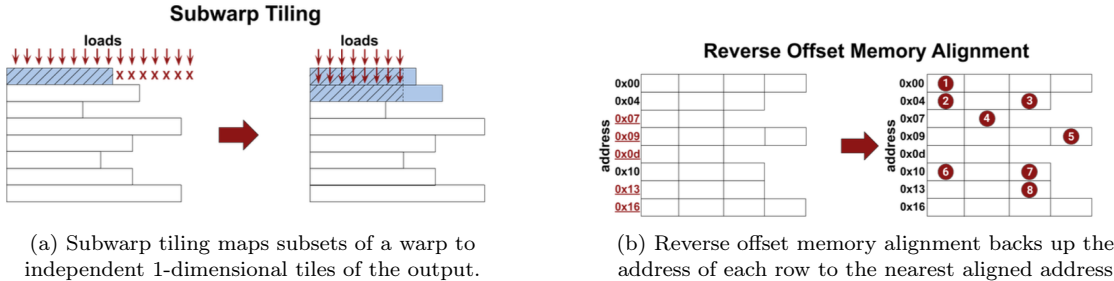 Subwarp Tiling
loads
loads
x x x x x x x x
Reverse Offset Memory Alignment
address
0x00
0x04
0x07
0x09
0x0d
0x10
0x13
0x16
address
0x00
0x04
0x07
0x09
0x0d
0x10
0x13
0x16
1
2 3
4
5
6 7
8
(a) Subwarp tiling maps subsets of a warp to
independent 1-dimensional tiles of the output.
(b) Reverse offset memory alignment backs up the
address of each row to the nearest aligned address